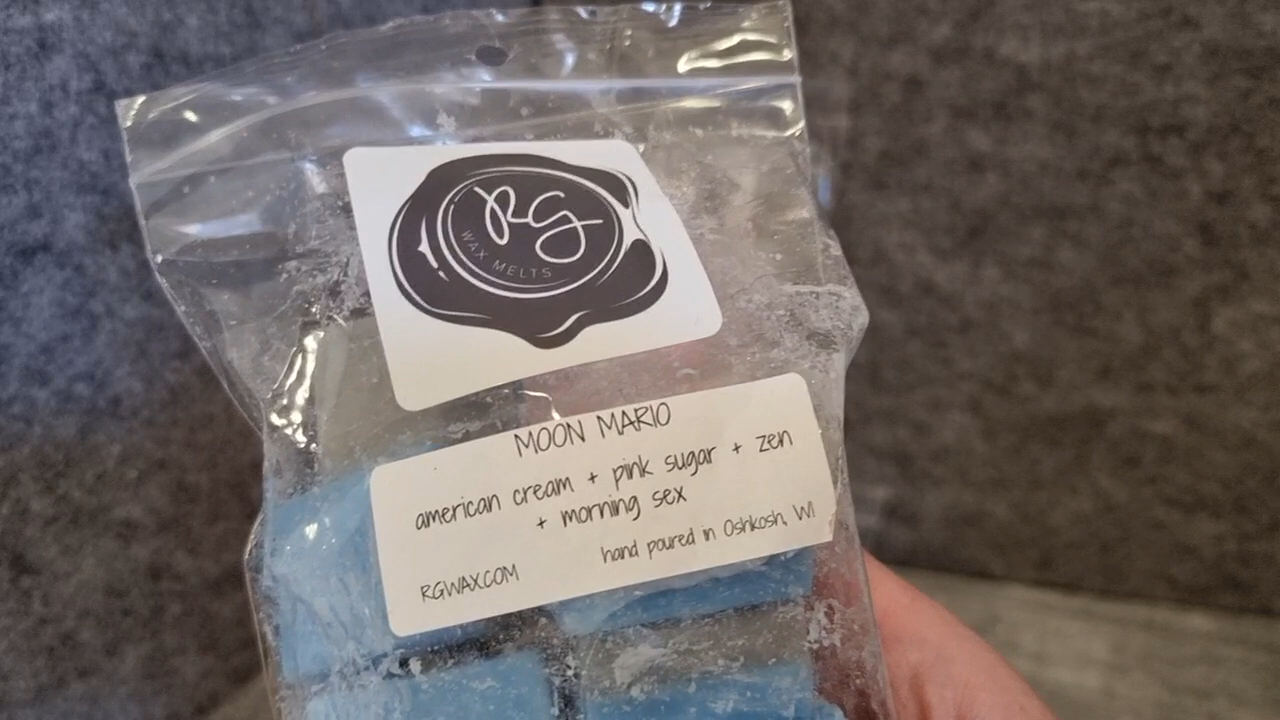 RG
WAX MELTS
MOON MARIO
american cream + pink sugar + zen
+ morning sex
hand poured in Oshkosh, WI
RGWAX.COM